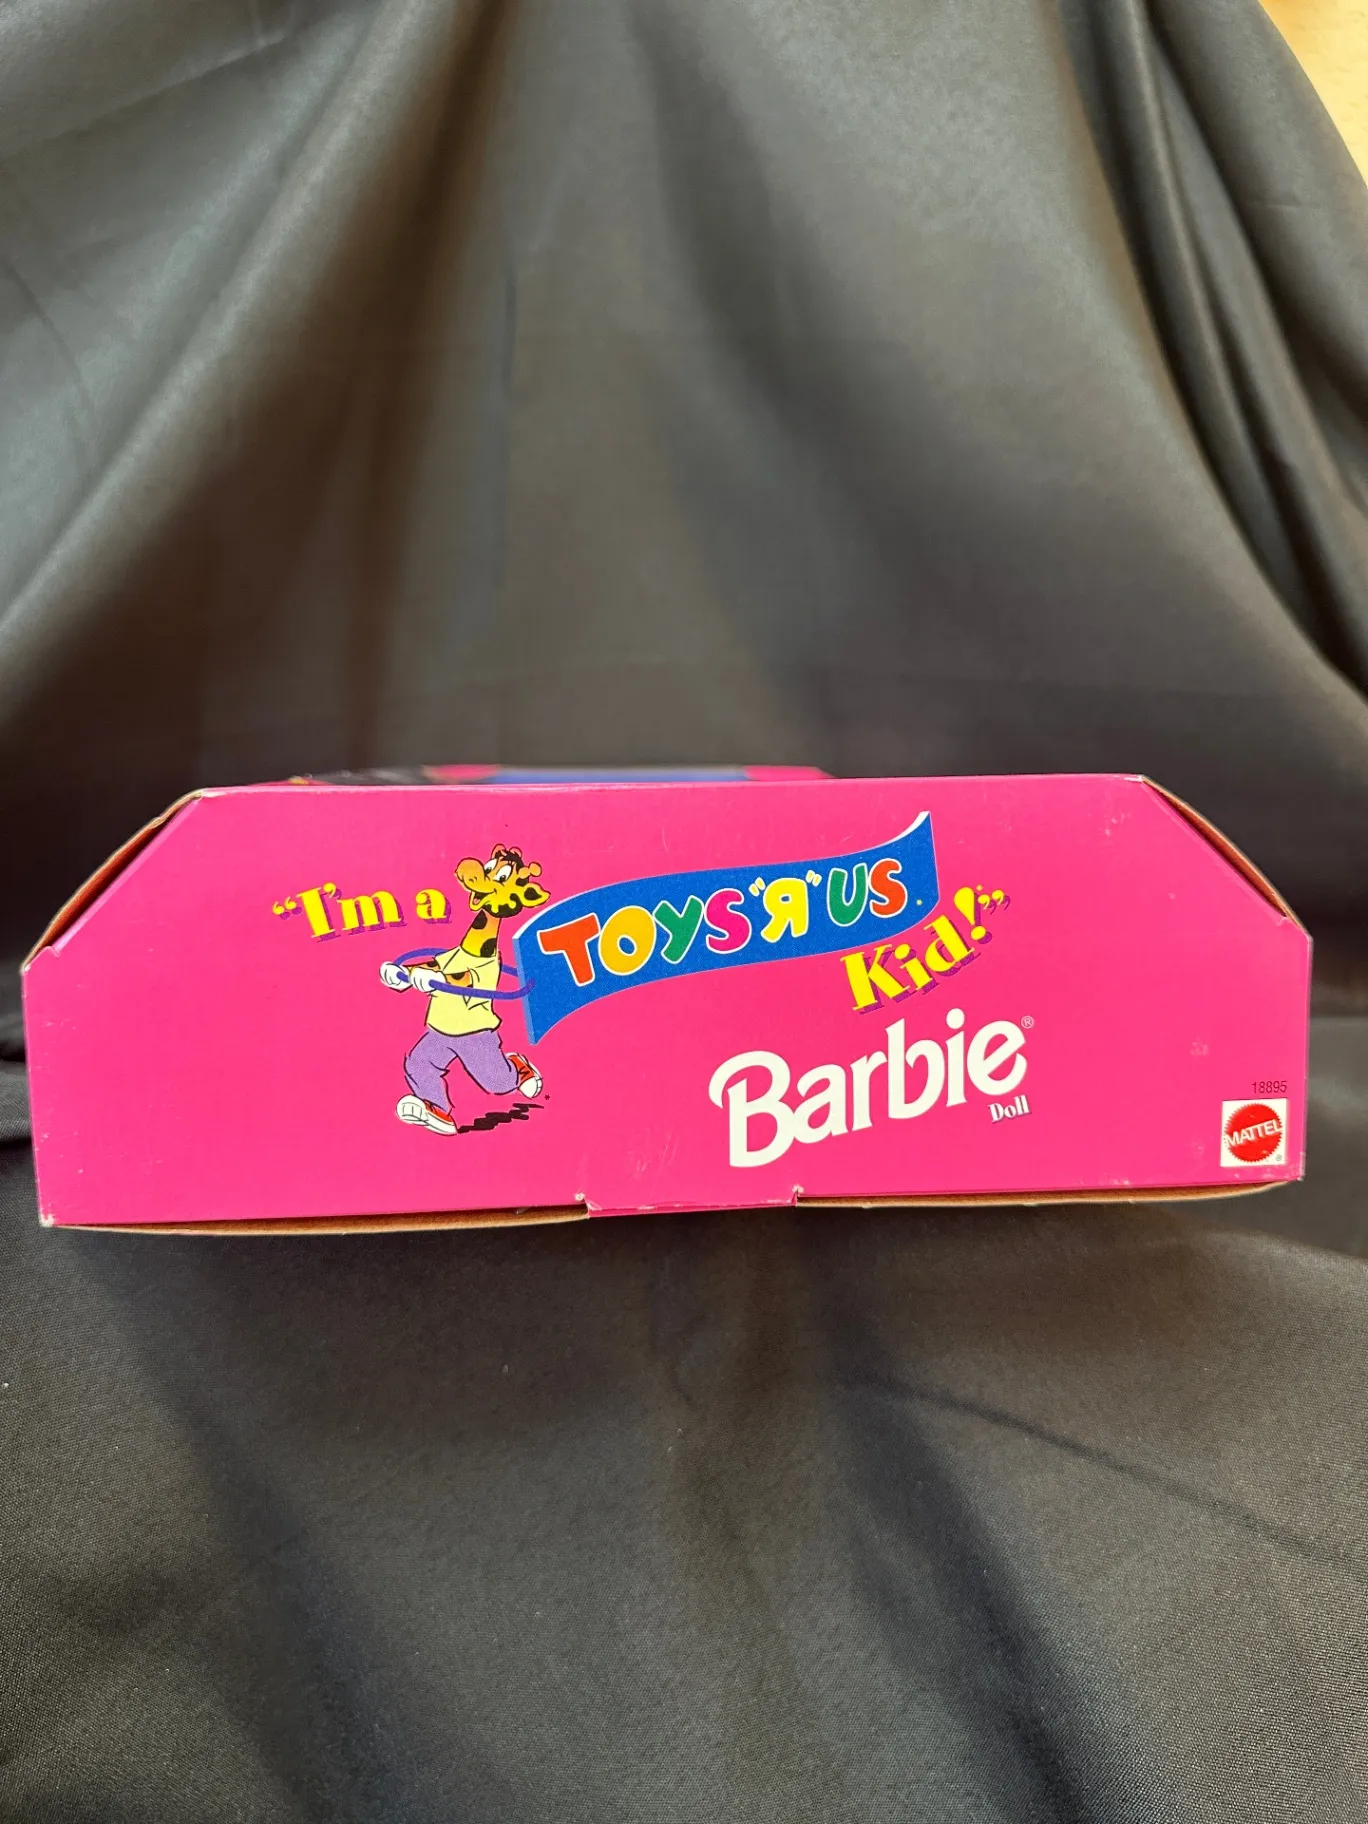 "I'm a
TOYS "R" US.
Kid!"
Barbie®
Doll
18895
MATTEL®